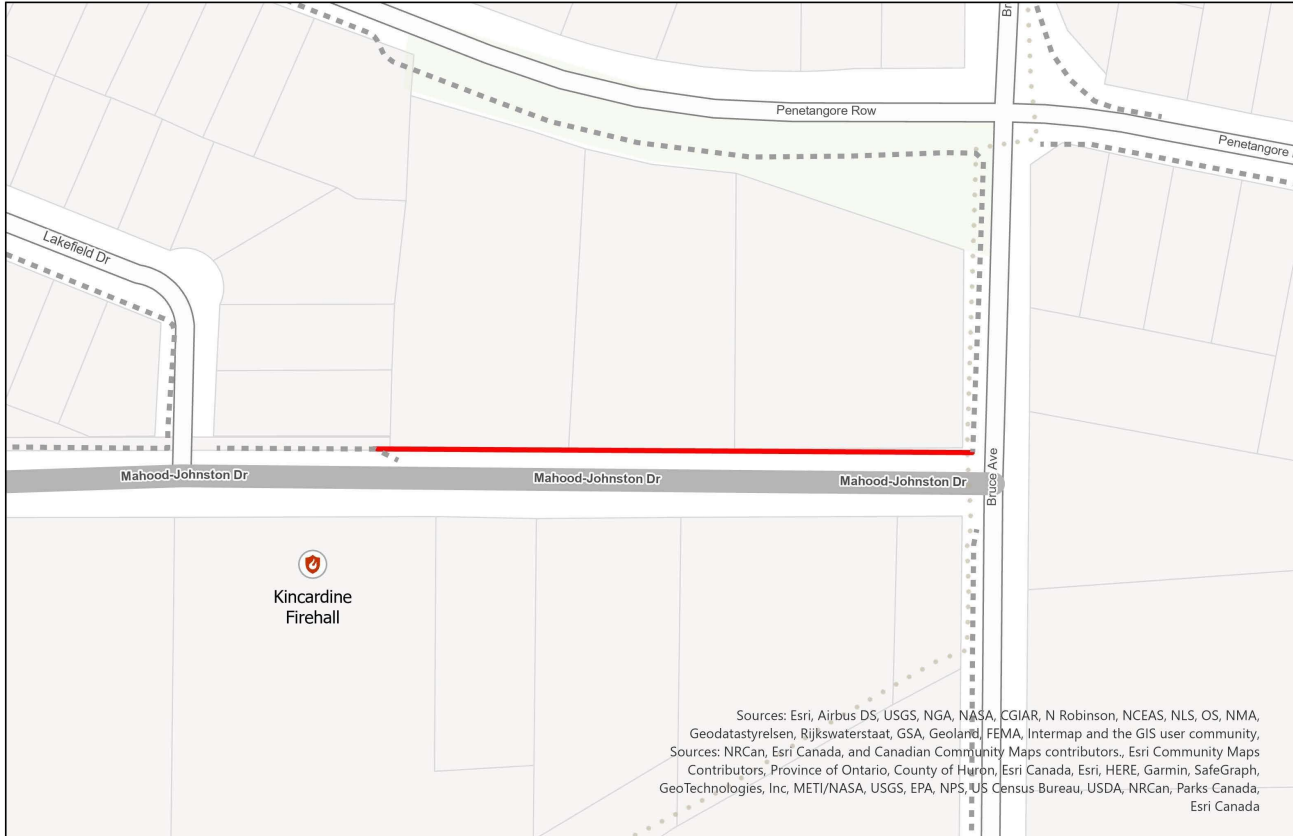 Br
Penetangore Row
Penetangore
Lakefield Dr
Mahood-Johnston Dr
Mahood-Johnston Dr
Mahood-Johnston Dr
Bruce Ave
Kincardine
Firehall
Sources: Esri, Airbus DS, USGS, NGA, NASA, CGIAR, N Robinson, NCEAS, NLS, OS, NMA,
Geodatastyrelsen, Rijkswaterstaat, GSA, Geoland, FEMA, Intermap and the GIS user community,
Sources: NRCan, Esri Canada, and Canadian Community Maps contributors., Esri Community Maps
Contributors, Province of Ontario, County of Huron, Esri Canada, Esri, HERE, Garmin, SafeGraph,
GeoTechnologies, Inc, METI/NASA, USGS, EPA, NPS, US Census Bureau, USDA, NRCan, Parks Canada,
Esri Canada